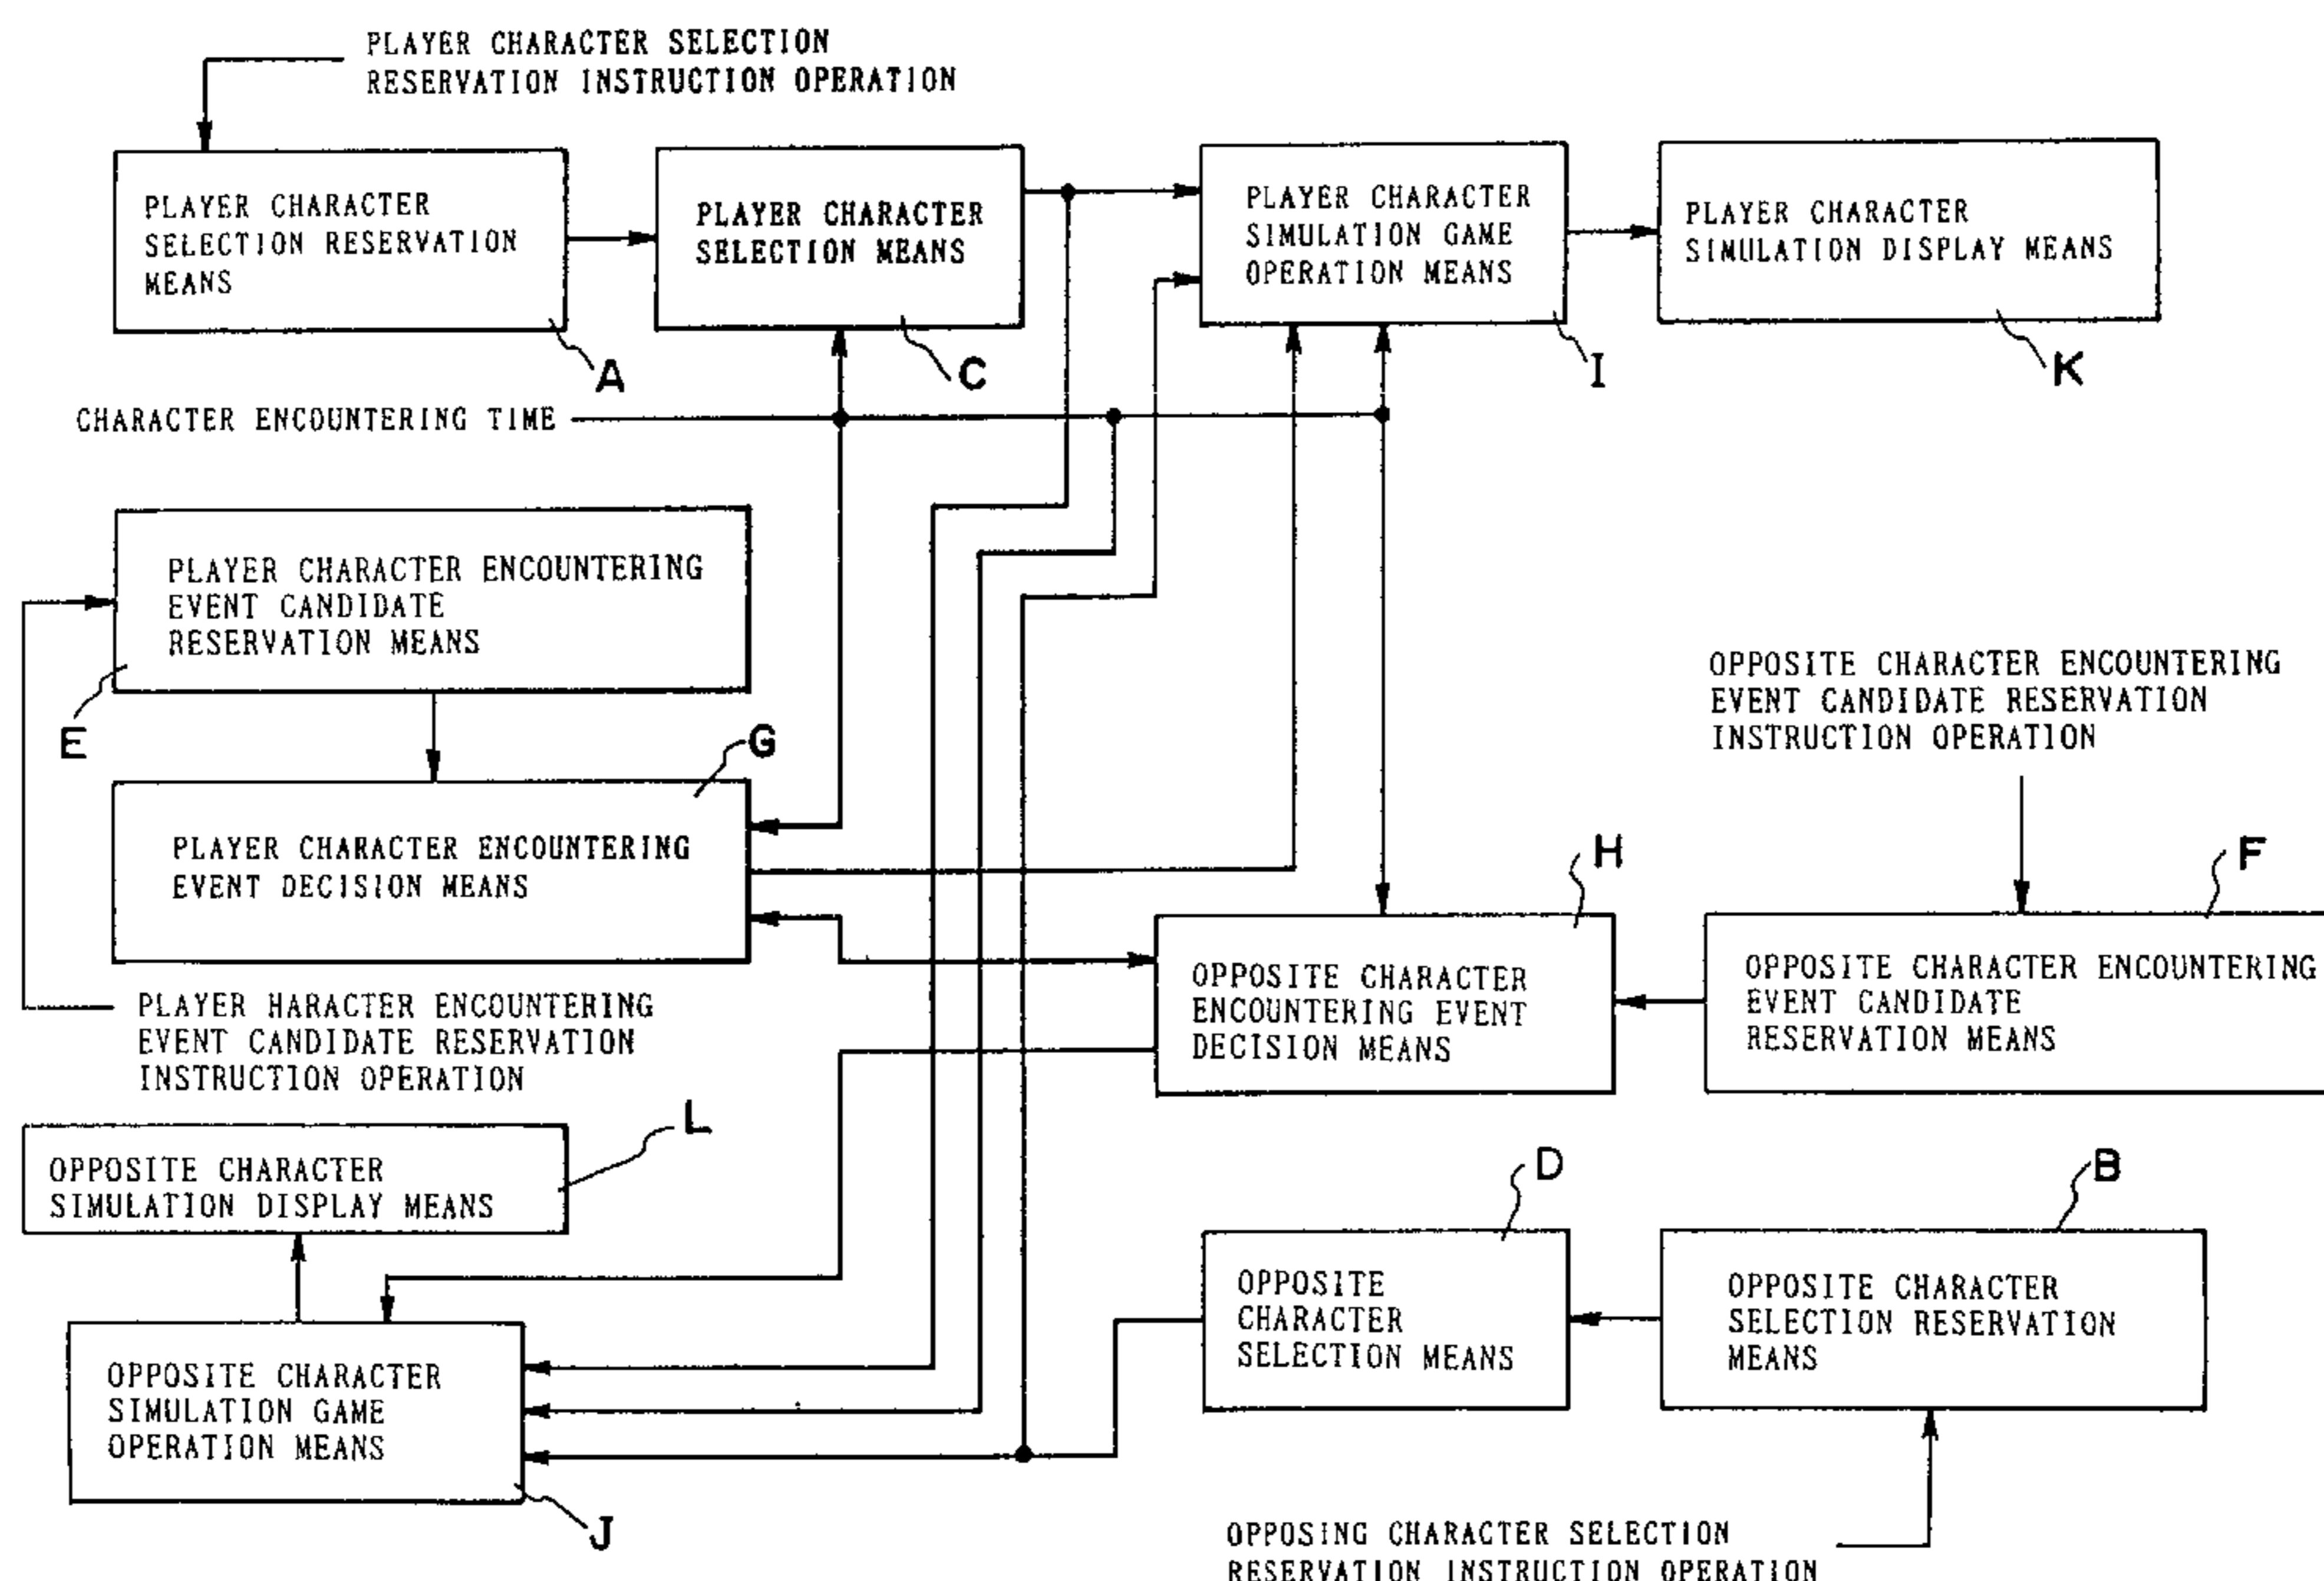 PLAYER CHARACTER SELECTION
RESERVATION INSTRUCTION OPERATION
PLAYER CHARACTER
SELECTION RESERVATION
MEANS
A
PLAYER CHARACTER
SELECTION MEANS
C
PLAYER CHARACTER
SIMULATION GAME
OPERATION MEANS
I
PLAYER CHARACTER
SIMULATION DISPLAY MEANS
K
CHARACTER ENCOUNTERING TIME
PLAYER CHARACTER ENCOUNTERING
EVENT CANDIDATE
RESERVATION MEANS
E
OPPOSITE CHARACTER ENCOUNTERING
EVENT CANDIDATE RESERVATION
INSTRUCTION OPERATION
G
PLAYER CHARACTER ENCOUNTERING
EVENT DECISION MEANS
H
OPPOSITE CHARACTER
ENCOUNTERING EVENT
DECISION MEANS
F
OPPOSITE CHARACTER ENCOUNTERING
EVENT CANDIDATE
RESERVATION MEANS
PLAYER HARACTER ENCOUNTERING
EVENT CANDIDATE RESERVATION
INSTRUCTION OPERATION
L
OPPOSITE CHARACTER
SIMULATION DISPLAY MEANS
D
OPPOSITE
CHARACTER
SELECTION MEANS
B
OPPOSITE CHARACTER
SELECTION RESERVATION
MEANS
OPPOSITE CHARACTER
SIMULATION GAME
OPERATION MEANS
J
OPPOSING CHARACTER SELECTION
RESERVATION INSTRUCTION OPERATION